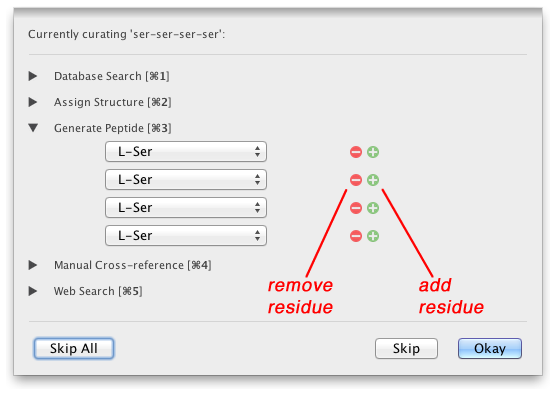 Currently curating 'ser-ser-ser-ser':
Database Search [⌘1]
Assign Structure [⌘2]
Generate Peptide [⌘3]
L-Ser
L-Ser
L-Ser
L-Ser
Manual Cross-reference [⌘4]
Web Search [⌘5]
remove
residue
add
residue
Skip All
Skip
Okay